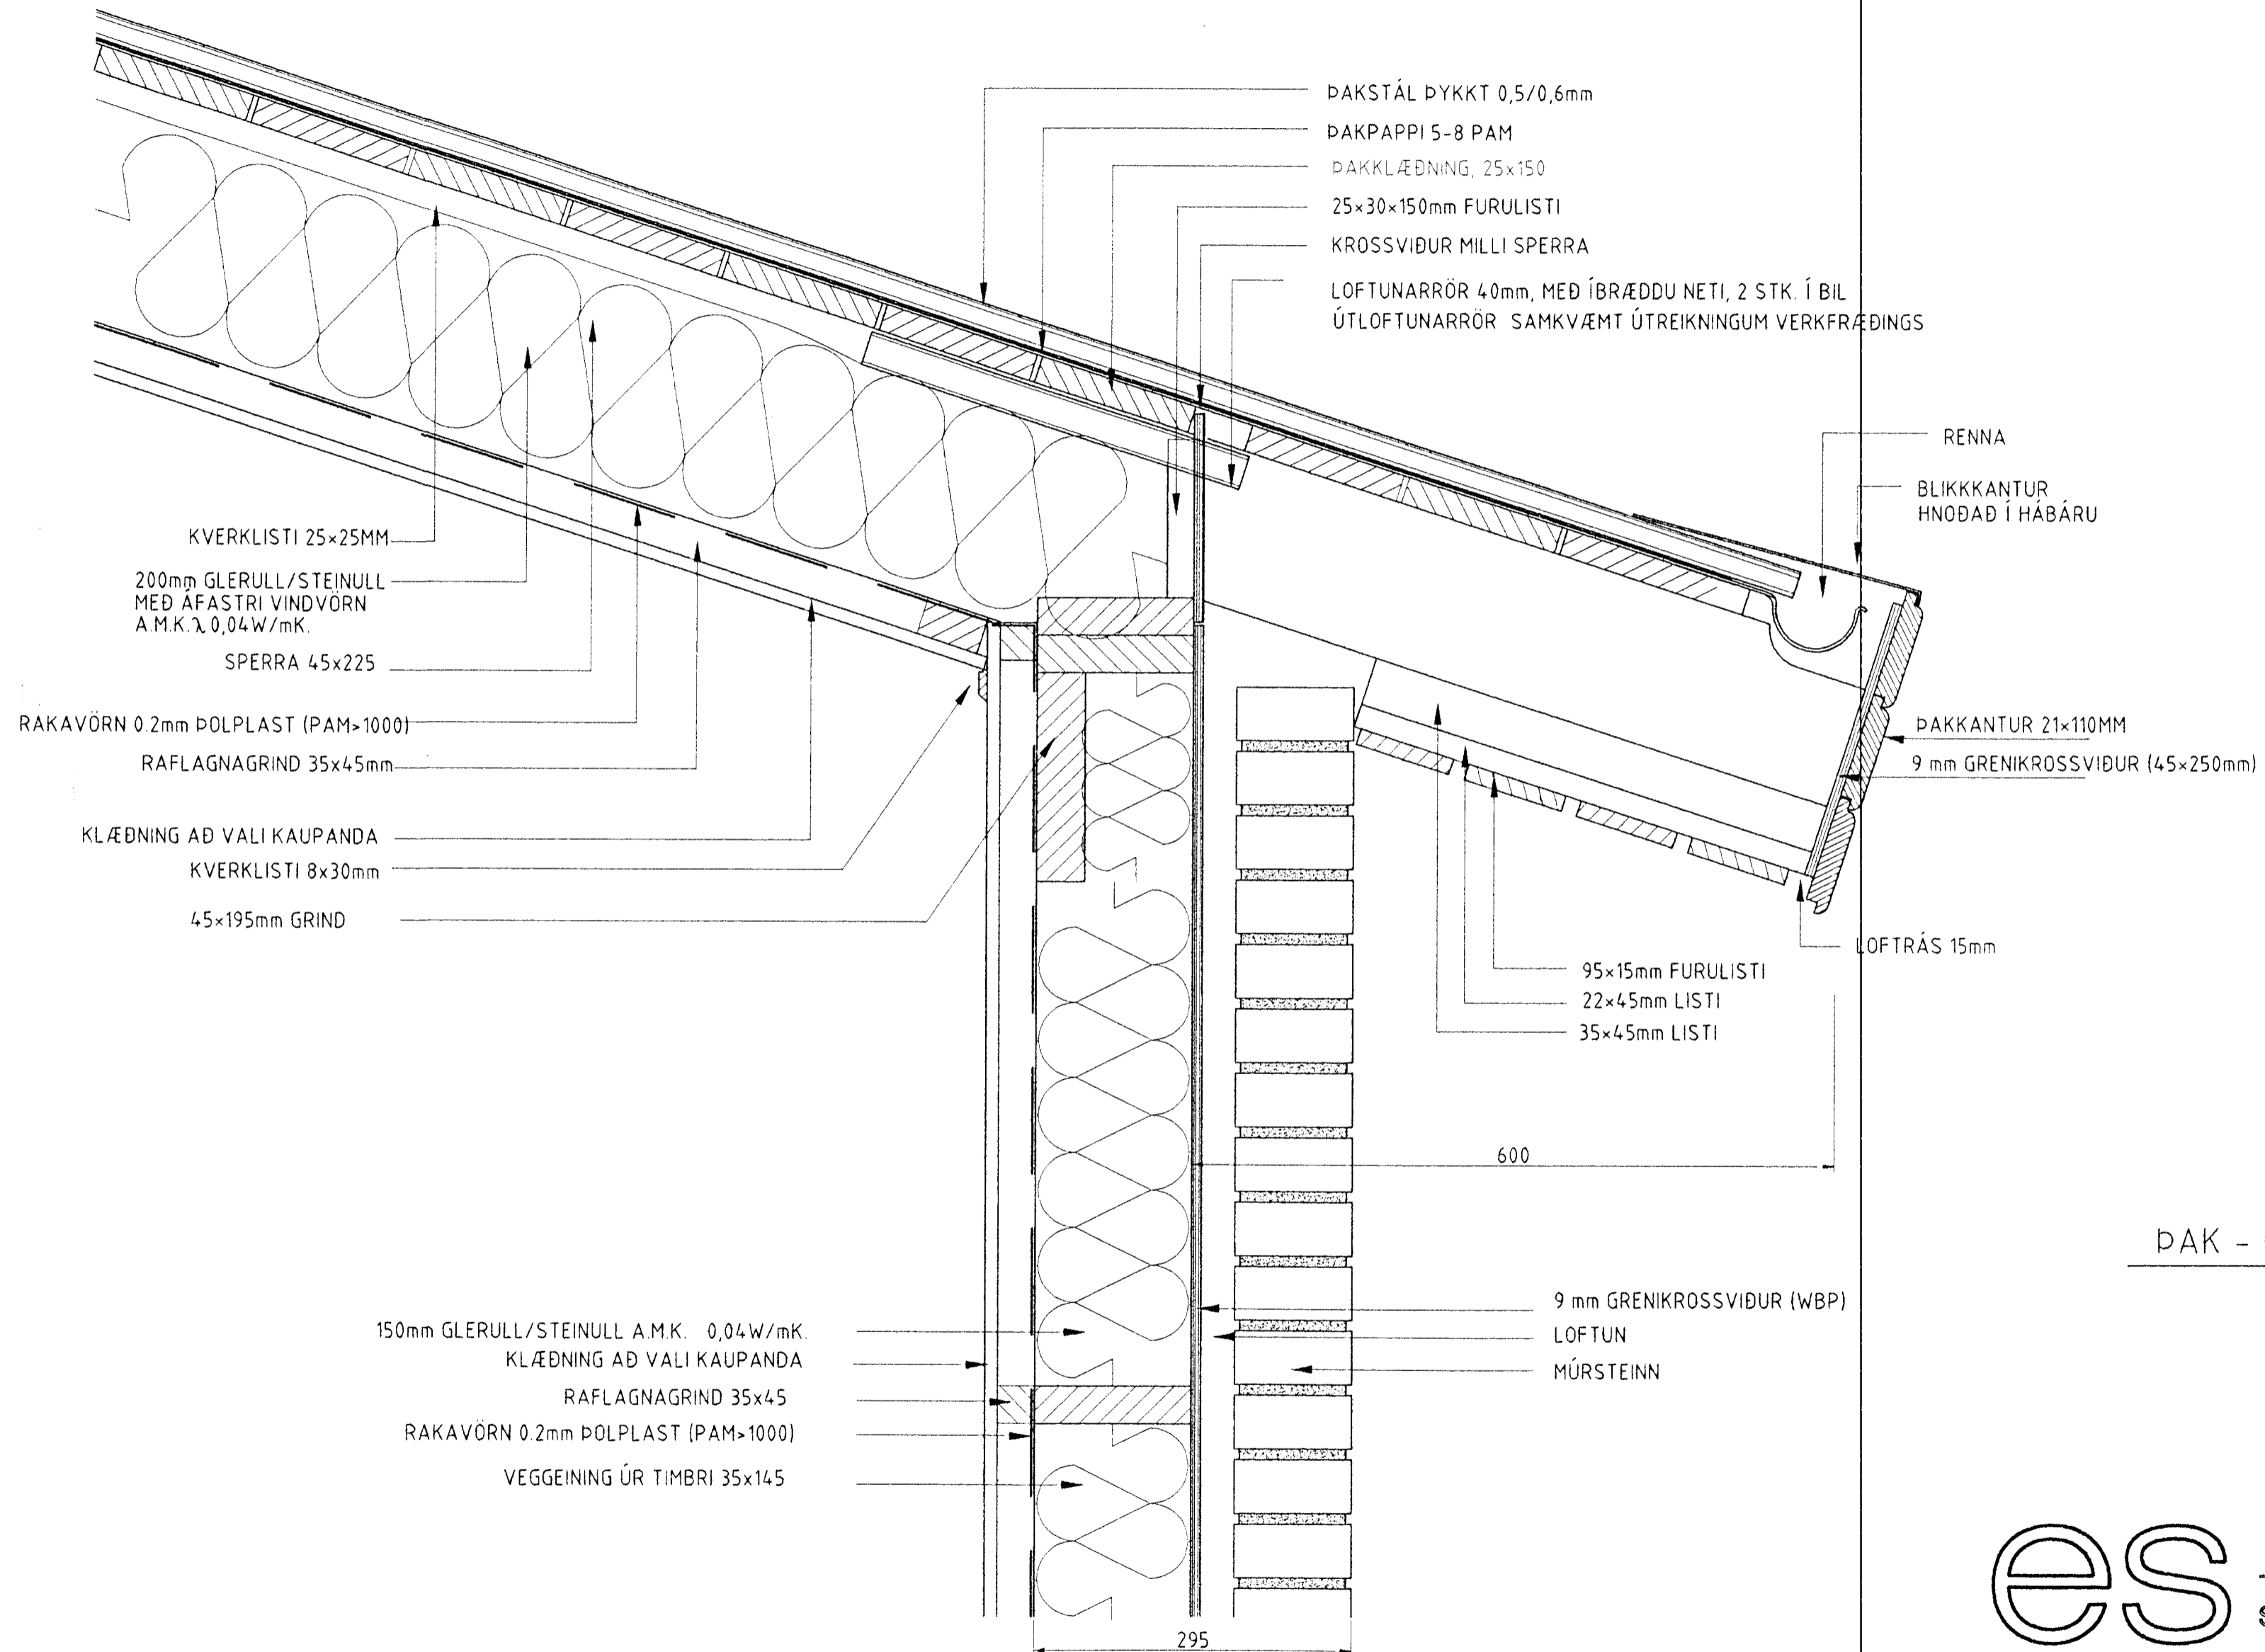 ÞAKSTÁL ÞYKKT 0,5/0,6mm
ÞAKPAPPI 5-8 PAM
ÞAKKLÆÐNING, 25x150
25x30x150mm FURULISTI
KROSSVIÐUR MILLI SPERRA
LOFTUNARRÖR 40mm, MEÐ ÍBRÆDDU NETI, 2 STK. Í BIL
ÚTLOFTUNARRÖR SAMKVÆMT ÚTREIKNINGUM VERKFRÆÐINGS
RENNA
BLIKKKANTUR
HNOÐAÐ Í HÁBÁRU
KVERKLISTI 25x25MM
200mm GLERULL/STEINULL
MEÐ ÁFASTRI VINDVÖRN
A.M.K. λ 0,04W/mK.
SPERRA 45x225
RAKAVÖRN 0.2mm ÞOLPLAST (PAM>1000)
RAFLAGNAGRIND 35x45mm
KLÆÐNING AÐ VALI KAUPANDA
KVERKLISTI 8x30mm
45x195mm GRIND
ÞAKKANTUR 21x110MM
9 mm GRENIKROSSVIÐUR (45x250mm)
LOFTRÁS 15mm
95x15mm FURULISTI
22x45mm LISTI
35x45mm LISTI
600
ÞAK -
9 mm GRENIKROSSVIÐUR (WBP)
LOFTUN
MÚRSTEINN
150mm GLERULL/STEINULL A.M.K. 0,04W/mK.
KLÆÐNING AÐ VALI KAUPANDA
RAFLAGNAGRIND 35x45
RAKAVÖRN 0.2mm ÞOLPLAST (PAM>1000)
VEGGEINING ÚR TIMBRI 35x145
295
es